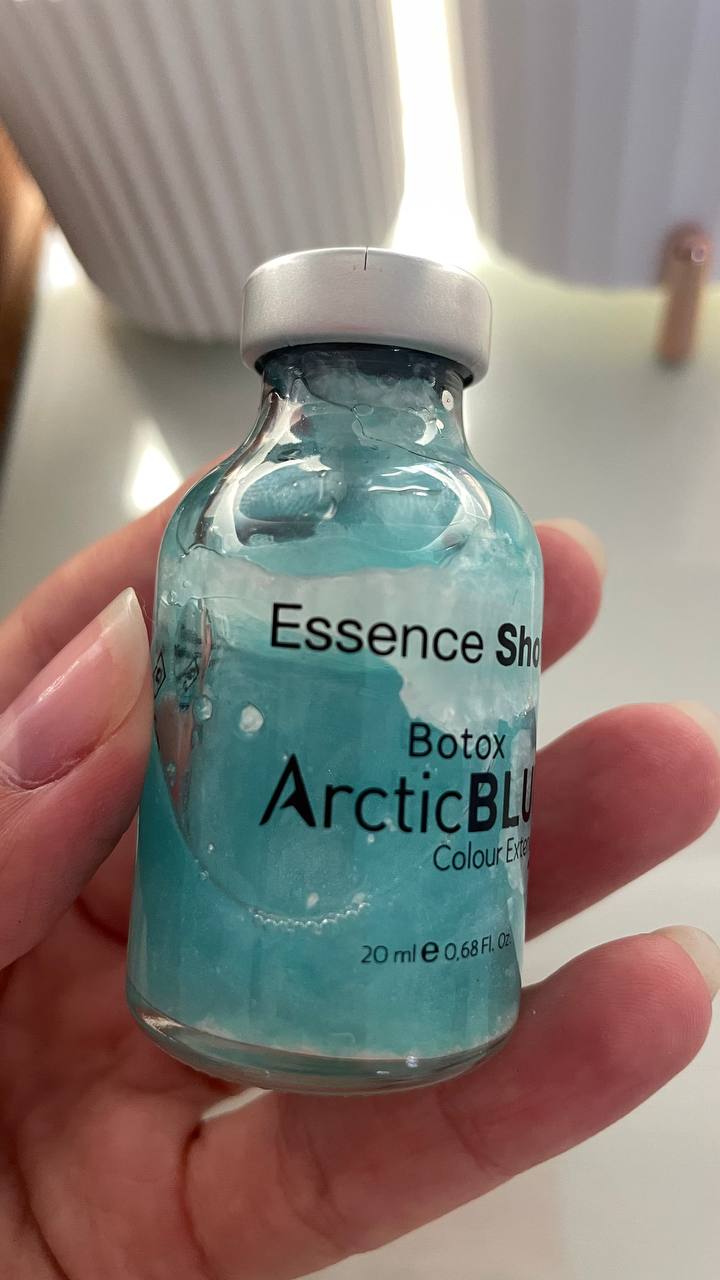 Essence Sho
Botox
ArcticBLU
Colour Exte
20 ml e 0,68 Fl. Oz.